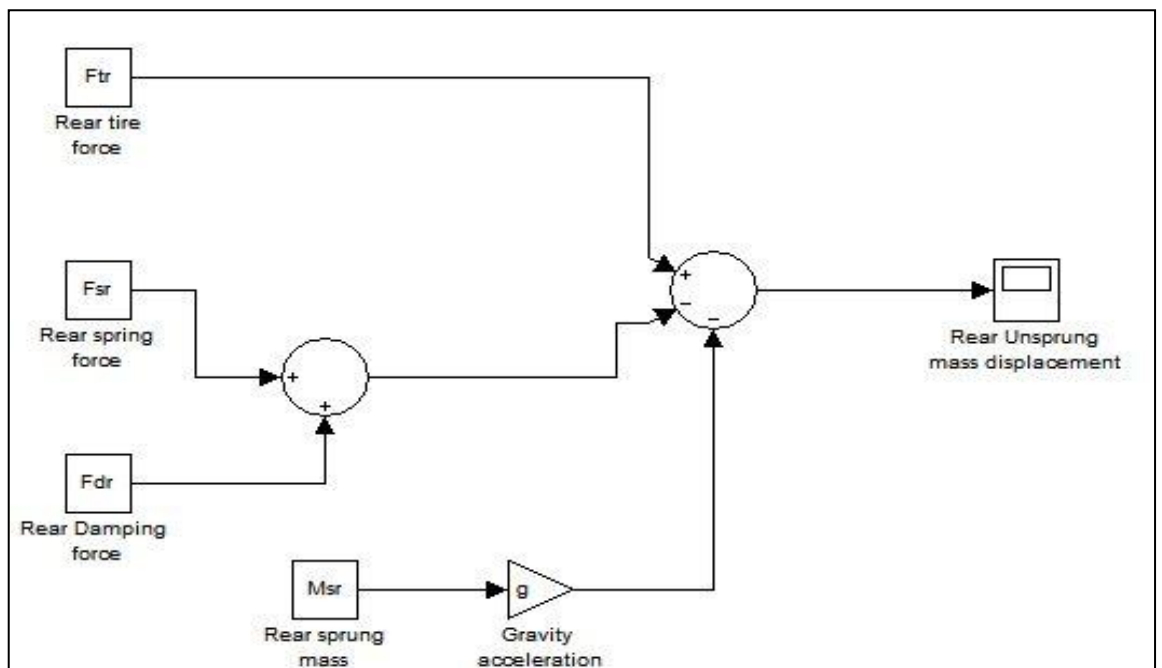 Ftr
Rear tire
force
+
Fsr
Rear spring
force
-
-
Rear Unsprung
mass displacement
+
+
Fdr
Rear Damping
force
Msr
Rear sprung
mass
g
Gravity
acceleration